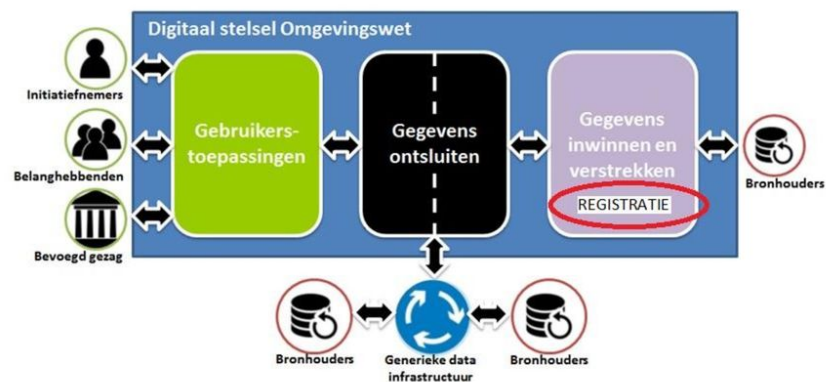 Digitaal stelsel Omgevingswet
Initiatiefnemers
Belanghebbenden
Bevoegd gezag
Gebruikers-
toepassingen
Gegevens
ontsluiten
Gegevens
inwinnen en
verstrekken
REGISTRATIE
Bronhouders
Bronhouders
Generieke data
infrastructuur
Bronhouders